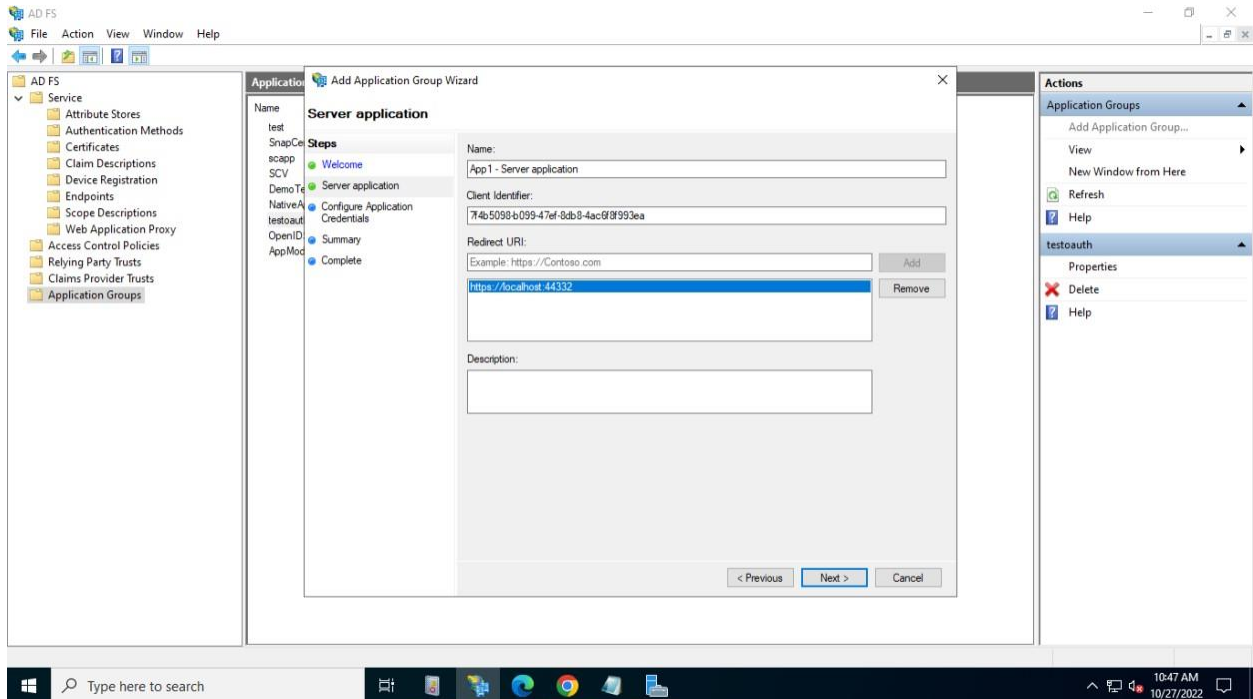 AD FS
File Action View Window Help
AD FS
Service
Attribute Stores
Authentication Methods
Certificates
Claim Descriptions
Device Registration
Endpoints
Scope Descriptions
Web Application Proxy
Access Control Policies
Relying Party Trusts
Claims Provider Trusts
Application Groups
Application
Name
test
SnapCe
scapp
SCV
DemoTe
NativeA
testoaut
OpenID
AppMod
Add Application Group Wizard
Server application
Steps
Welcome
Server application
Configure Application
Credentials
Summary
Complete
Name:
App1 - Server application
Client Identifier:
7f4b5098-b099-47ef-8db8-4ac6f8f993ea
Redirect URI:
Example: https://Contoso.com
Add
https://localhost:44332
Remove
Description:
< Previous
Next >
Cancel
Actions
Application Groups
Add Application Group...
View
New Window from Here
Refresh
Help
testoauth
Properties
Delete
Help
Type here to search
10:47 AM
10/27/2022